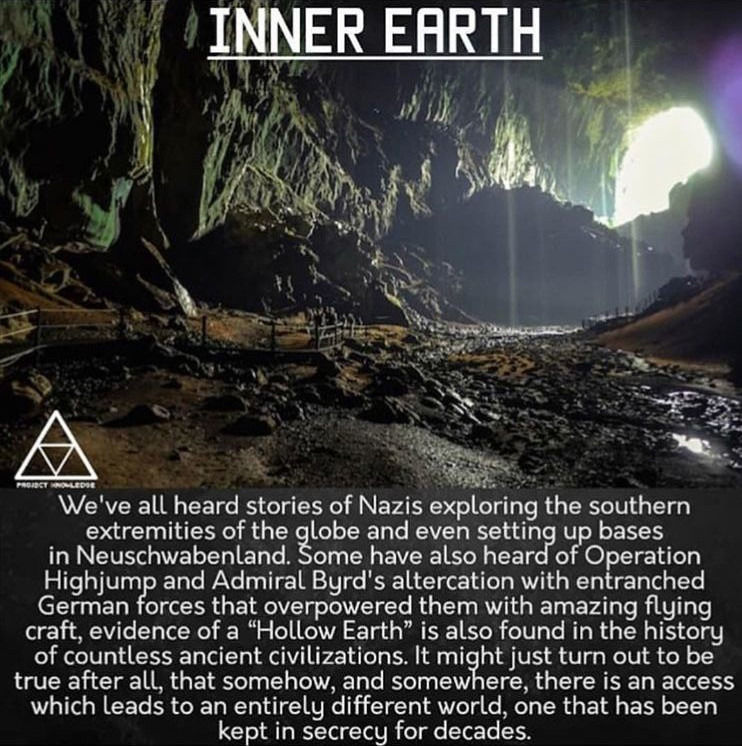 INNER EARTH
PROJECT KNOWLEDGE
We've all heard stories of Nazis exploring the southern
extremities of the globe and even setting up bases
in Neuschwabenland. Some have also heard of Operation
Highjump and Admiral Byrd's altercation with entranched
German forces that overpowered them with amazing flying
craft, evidence of a “Hollow Earth” is also found in the history
of countless ancient civilizations. It might just turn out to be
true after all, that somehow, and somewhere, there is an access
which leads to an entirely different world, one that has been
kept in secrecy for decades.